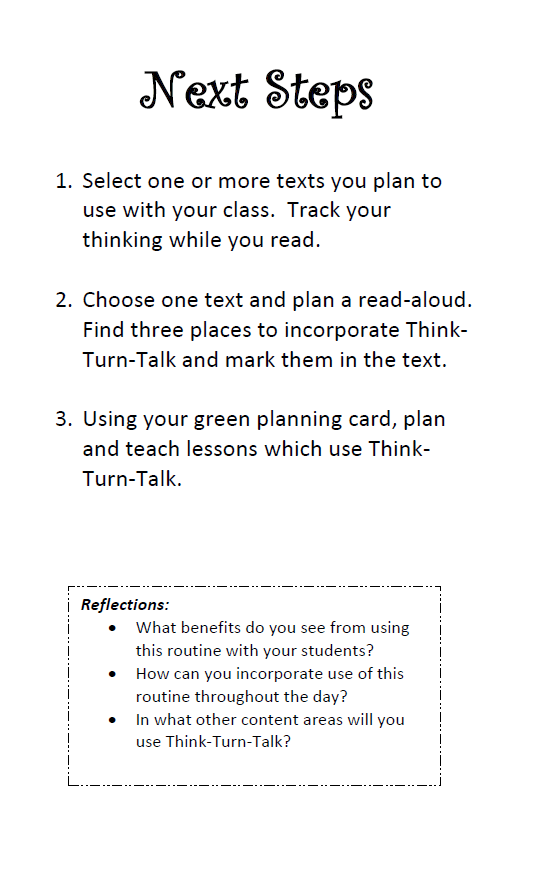 Next Steps
1. Select one or more texts you plan to
use with your class.  Track your
thinking while you read.
2. Choose one text and plan a read-aloud.
Find three places to incorporate Think-
Turn-Talk and mark them in the text.
3. Using your green planning card, plan
and teach lessons which use Think-
Turn-Talk.
Reflections:
• What benefits do you see from using
this routine with your students?
• How can you incorporate use of this
routine throughout the day?
• In what other content areas will you
use Think-Turn-Talk?